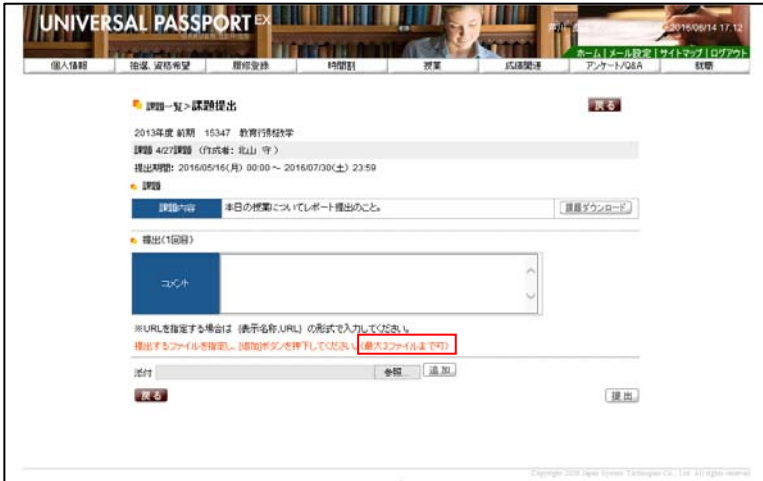 UNIVERSAL PASSPORT EX
2016/06/14 17:12
ホーム | メール設定 | サイトマップ | ログアウト
個人情報 抽選、資格希望 履修登録 時間割 授業 成績関連 アンケート/Q&A 就職
課題一覧>課題提出 戻る
2013年度 前期 15347 教育行財政学
課題 4/27課題 (作成者: 北山 守)
提出期間: 2016/05/16(月) 00:00 ~ 2016/07/30(土) 23:59
課題
課題内容 本日の授業についてレポート提出のこと。 課題ダウンロード
提出(1回目)
コメント
※URLを指定する場合は {表示名称,URL} の形式で入力してください。
提出するファイルを指定し、[追加]ボタンを押下してください。(最大3ファイルまで可)
添付 参照... 追加
戻る 提出